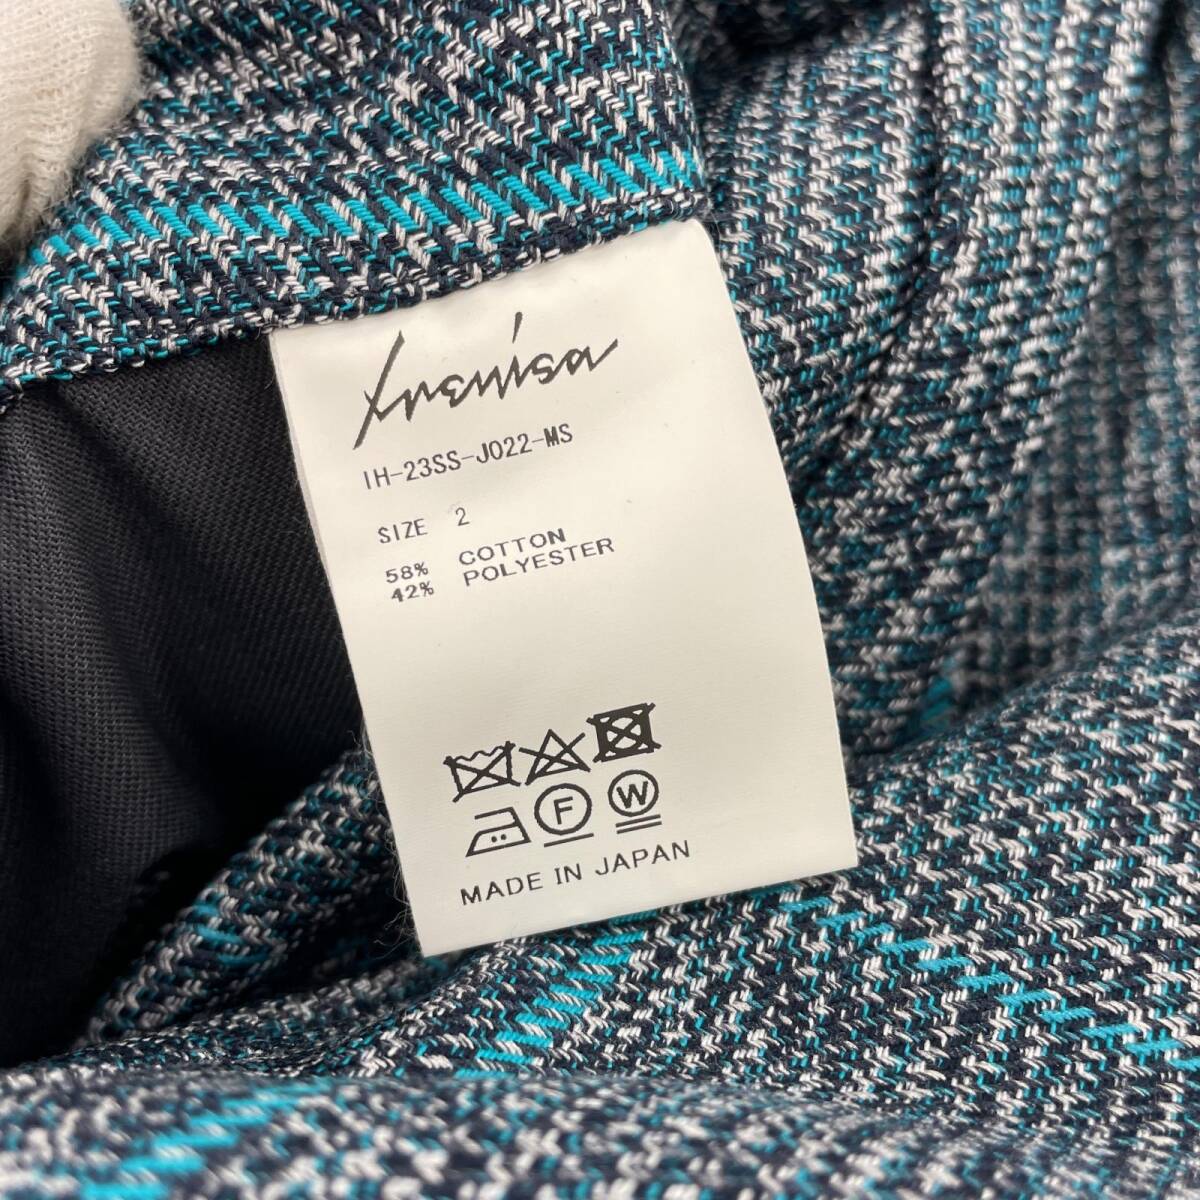 Irenisa
IH-23SS-J022-MS
SIZE 2
58% COTTON
42% POLYESTER
F W
MADE IN JAPAN